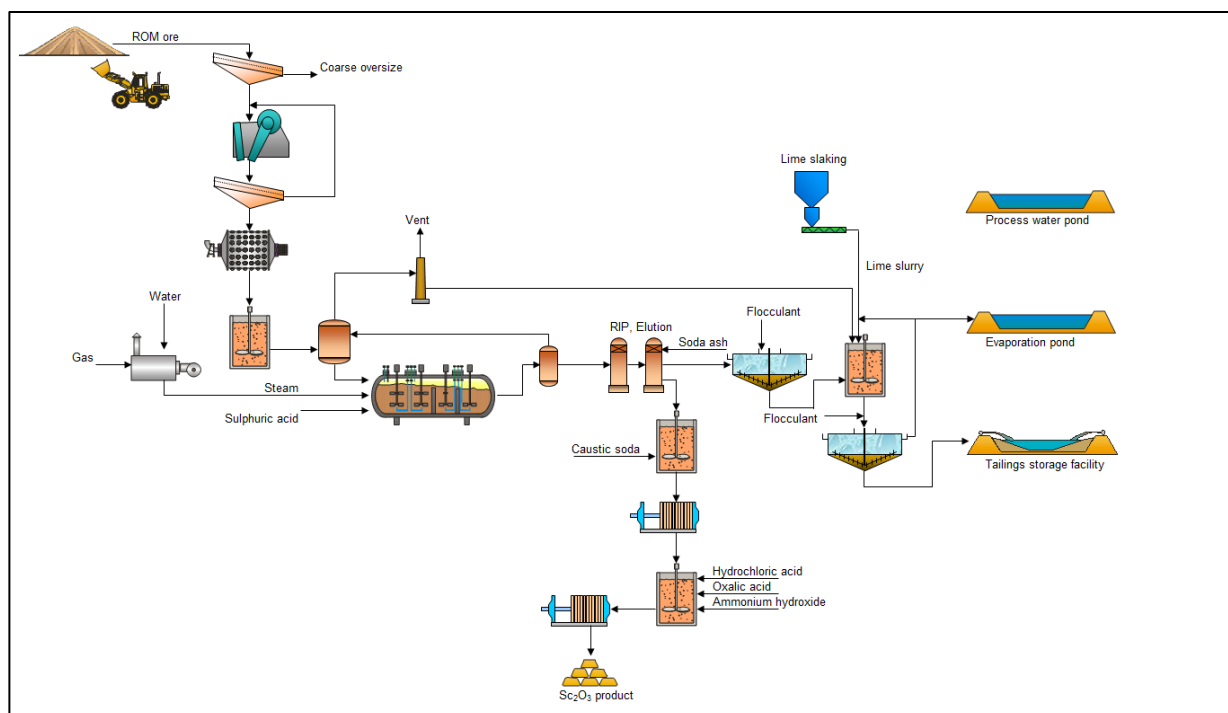 ROM ore
Coarse oversize
Lime slaking
Process water pond
Vent
Lime slurry
Water
Flocculant
RIP, Elution
Soda ash
Evaporation pond
Gas
Steam
Sulphuric acid
Flocculant
Caustic soda
Tailings storage facility
Hydrochloric acid
Oxalic acid
Ammonium hydroxide
Sc₂O₃ product